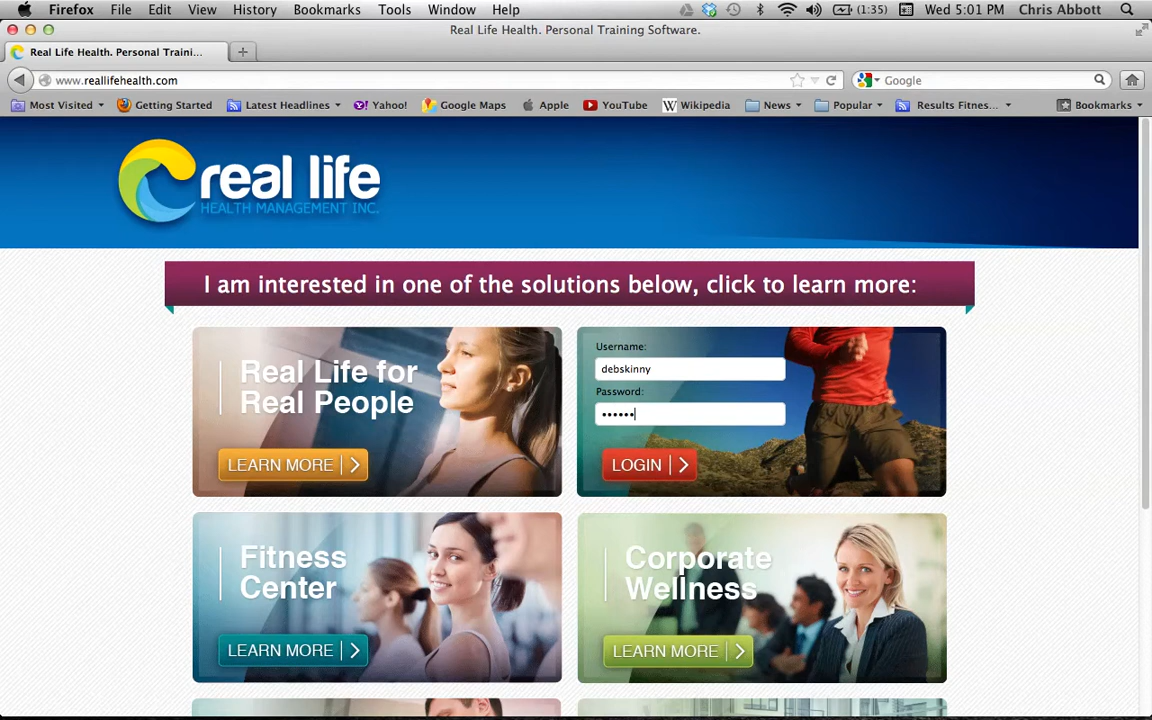 Firefox File Edit View History Bookmarks Tools Window Help (1:35) Wed 5:01 PM Chris Abbott
Real Life Health. Personal Training Software.
Real Life Health. Personal Traini...
www.reallifehealth.com Google
Most Visited Getting Started Latest Headlines Yahoo! Google Maps Apple YouTube Wikipedia News Popular Results Fitnes... Bookmarks
real life
HEALTH MANAGEMENT INC.
I am interested in one of the solutions below, click to learn more:
Real Life for
Real People
LEARN MORE
Username:
debskinny
Password:
••••••
LOGIN
Fitness
Center
LEARN MORE
Corporate
Wellness
LEARN MORE